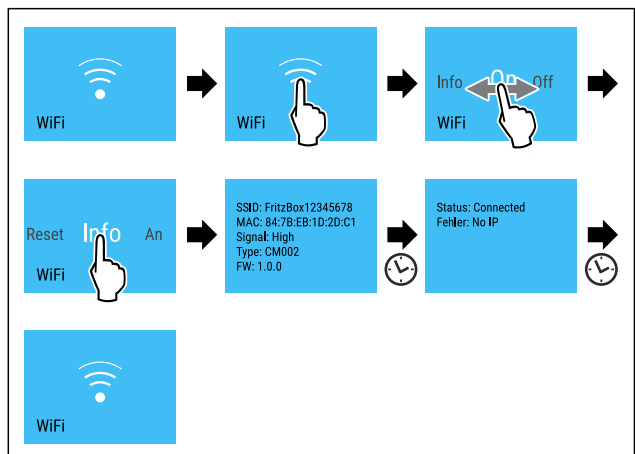 WiFi
WiFi
Info On Off
WiFi
Reset Info An
WiFi
SSID: FritzBox12345678
MAC: 84:7B:EB:1D:2D:C1
Signal: High
Type: CM002
FW: 1.0.0
Status: Connected
Fehler: No IP
WiFi